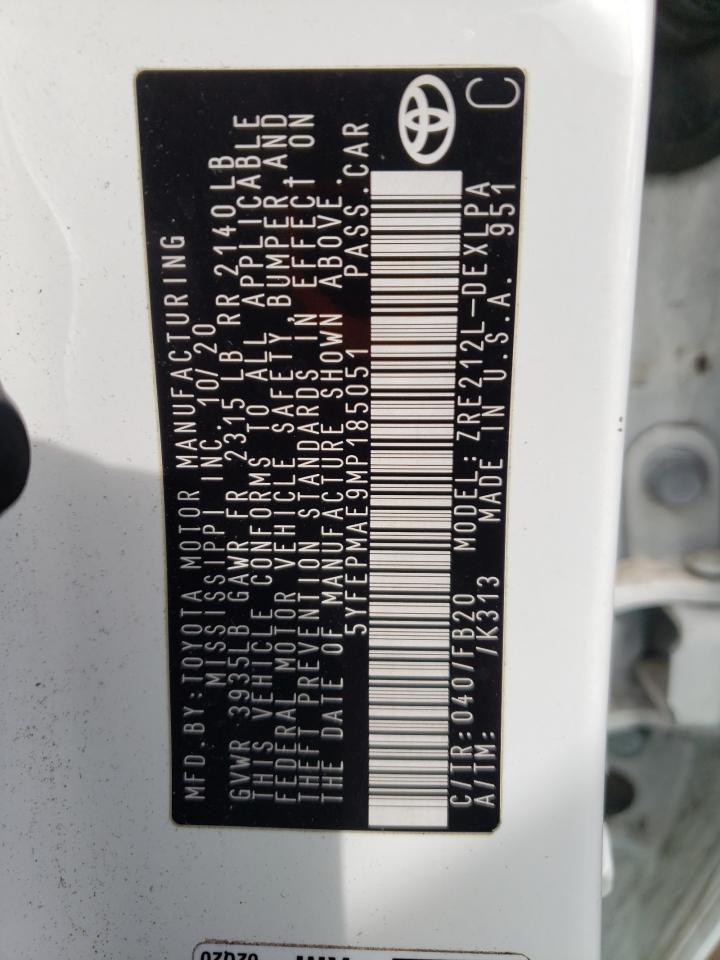 MFD.BY:TOYOTA MOTOR MANUFACTURING
MISSISSIPPI INC. 10/20
GVWR 3935LB GAWR FR 2315LB RR 2140LB
THIS VEHICLE CONFORMS TO ALL APPLICABLE
FEDERAL MOTOR VEHICLE SAFETY, BUMPER, AND
THEFT PREVENTION STANDARDS IN EFFECT ON
THE DATE OF MANUFACTURE SHOWN ABOVE.
5YFEPMAE9MP185051 PASS.CAR
C/TR:040/FB20 MODEL:ZRE212L-DEXLPA
A/TM: /K313 MADE IN U.S.A. 951
C